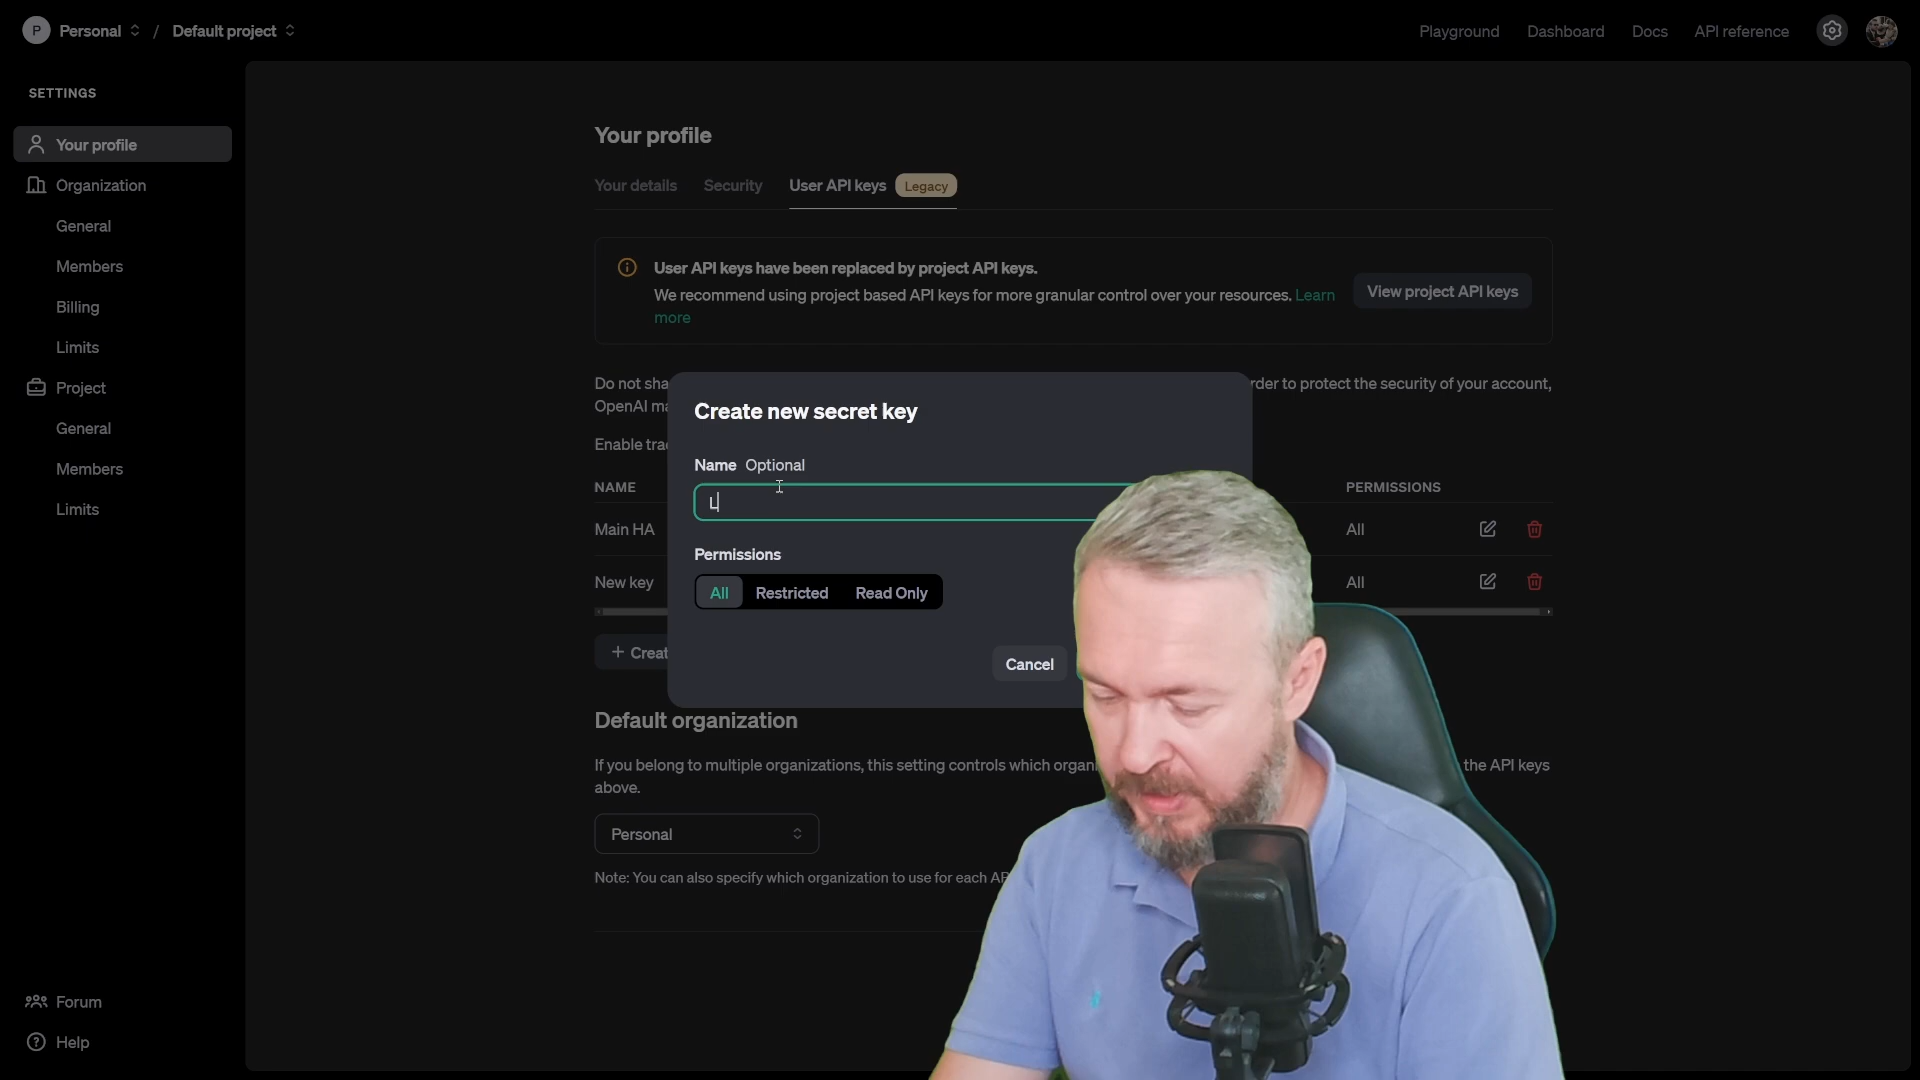 P Personal / Default project
Playground Dashboard Docs API reference
SETTINGS
Your profile
Organization
General
Members
Billing
Limits
Project
General
Members
Limits
Forum
Help
Your profile
Your details Security User API keys Legacy
User API keys have been replaced by project API keys.
We recommend using project based API keys for more granular control over your resources. Learn
more
View project API keys
Do not sha
rder to protect the security of your account,
OpenAI ma
Enable trac
NAME PERMISSIONS
Main HA All
New key All
+ Creat
Create new secret key
Name Optional
L
Permissions
All Restricted Read Only
Cancel
Default organization
If you belong to multiple organizations, this setting controls which organi
the API keys
above.
Personal
Note: You can also specify which organization to use for each AP